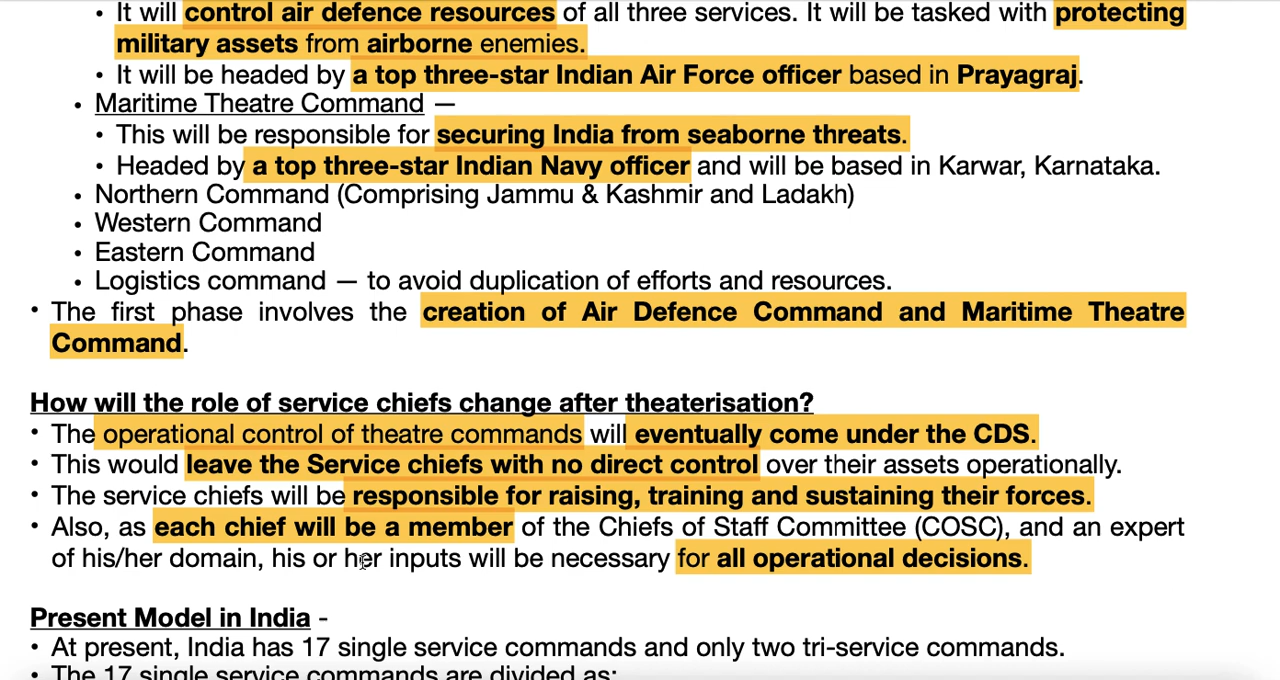 • It will control air defence resources of all three services. It will be tasked with protecting
military assets from airborne enemies.
• It will be headed by a top three-star Indian Air Force officer based in Prayagraj.
• Maritime Theatre Command —
• This will be responsible for securing India from seaborne threats.
• Headed by a top three-star Indian Navy officer and will be based in Karwar, Karnataka.
• Northern Command (Comprising Jammu & Kashmir and Ladakh)
• Western Command
• Eastern Command
• Logistics command — to avoid duplication of efforts and resources.
• The first phase involves the creation of Air Defence Command and Maritime Theatre
Command.
How will the role of service chiefs change after theaterisation?
• The operational control of theatre commands will eventually come under the CDS.
• This would leave the Service chiefs with no direct control over their assets operationally.
• The service chiefs will be responsible for raising, training and sustaining their forces.
• Also, as each chief will be a member of the Chiefs of Staff Committee (COSC), and an expert
of his/her domain, his or her inputs will be necessary for all operational decisions.
Present Model in India -
• At present, India has 17 single service commands and only two tri-service commands.
• The 17 single service commands are divided as: